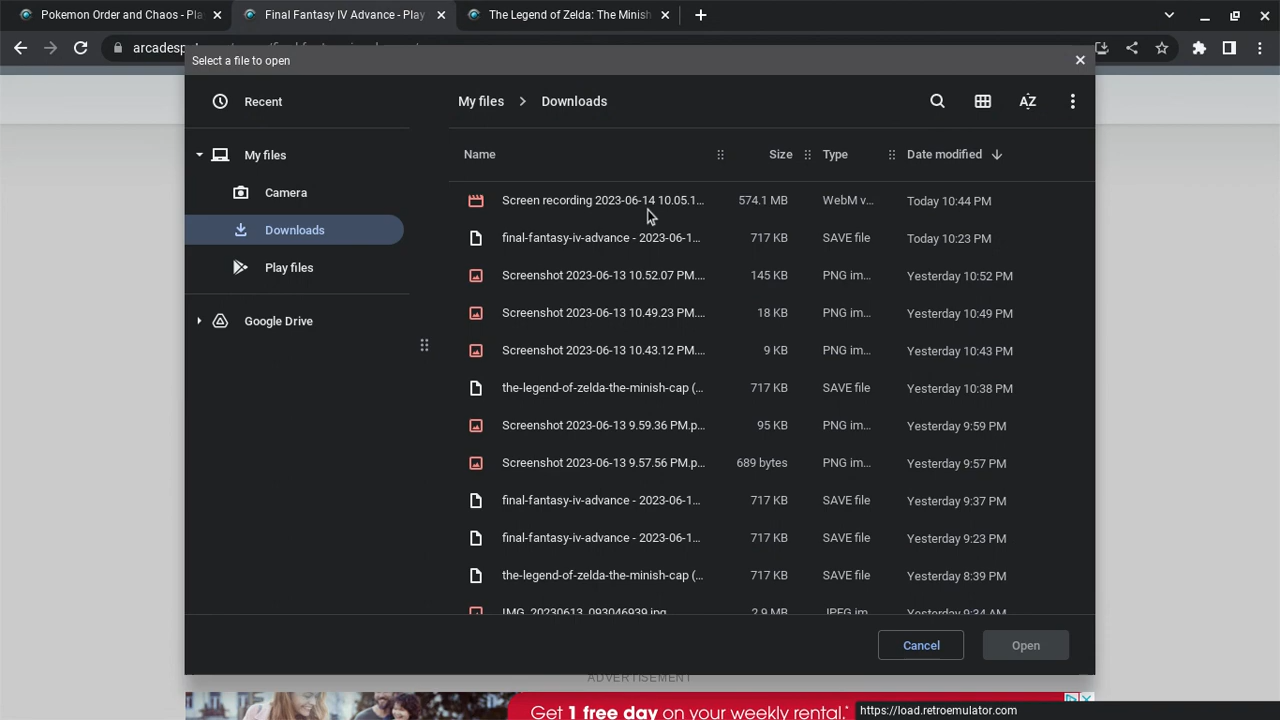 Pokemon Order and Chaos - Pla
Final Fantasy IV Advance - Play
The Legend of Zelda: The Minish
Select a file to open
Recent
My files
Camera
Downloads
Play files
Google Drive
My files > Downloads
Name Size Type Date modified
Screen recording 2023-06-14 10.05.1... 574.1 MB WebM v... Today 10:44 PM
final-fantasy-iv-advance - 2023-06-1... 717 KB SAVE file Today 10:23 PM
Screenshot 2023-06-13 10.52.07 PM.... 145 KB PNG im... Yesterday 10:52 PM
Screenshot 2023-06-13 10.49.23 PM.... 18 KB PNG im... Yesterday 10:49 PM
Screenshot 2023-06-13 10.43.12 PM.... 9 KB PNG im... Yesterday 10:43 PM
the-legend-of-zelda-the-minish-cap (... 717 KB SAVE file Yesterday 10:38 PM
Screenshot 2023-06-13 9.59.36 PM.p... 95 KB PNG im... Yesterday 9:59 PM
Screenshot 2023-06-13 9.57.56 PM.p... 689 bytes PNG im... Yesterday 9:57 PM
final-fantasy-iv-advance - 2023-06-1... 717 KB SAVE file Yesterday 9:37 PM
final-fantasy-iv-advance - 2023-06-1... 717 KB SAVE file Yesterday 9:23 PM
the-legend-of-zelda-the-minish-cap (... 717 KB SAVE file Yesterday 8:39 PM
IMG_20230613_093046939.jpg 2.9 MB JPEG im... Yesterday 9:34 AM
Cancel Open
ADVERTISEMENT
Get 1 free day on your weekly rental.*
https://load.retroemulator.com